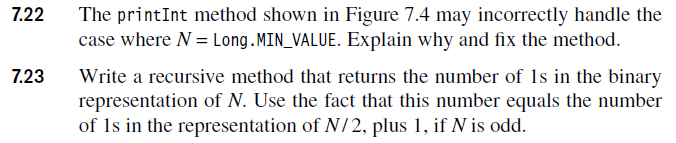 7.22 The printInt method shown in Figure 7.4 may incorrectly handle the
case where N = Long.MIN_VALUE. Explain why and fix the method.
7.23 Write a recursive method that returns the number of 1s in the binary
representation of N. Use the fact that this number equals the number
of 1s in the representation of N/2, plus 1, if N is odd.